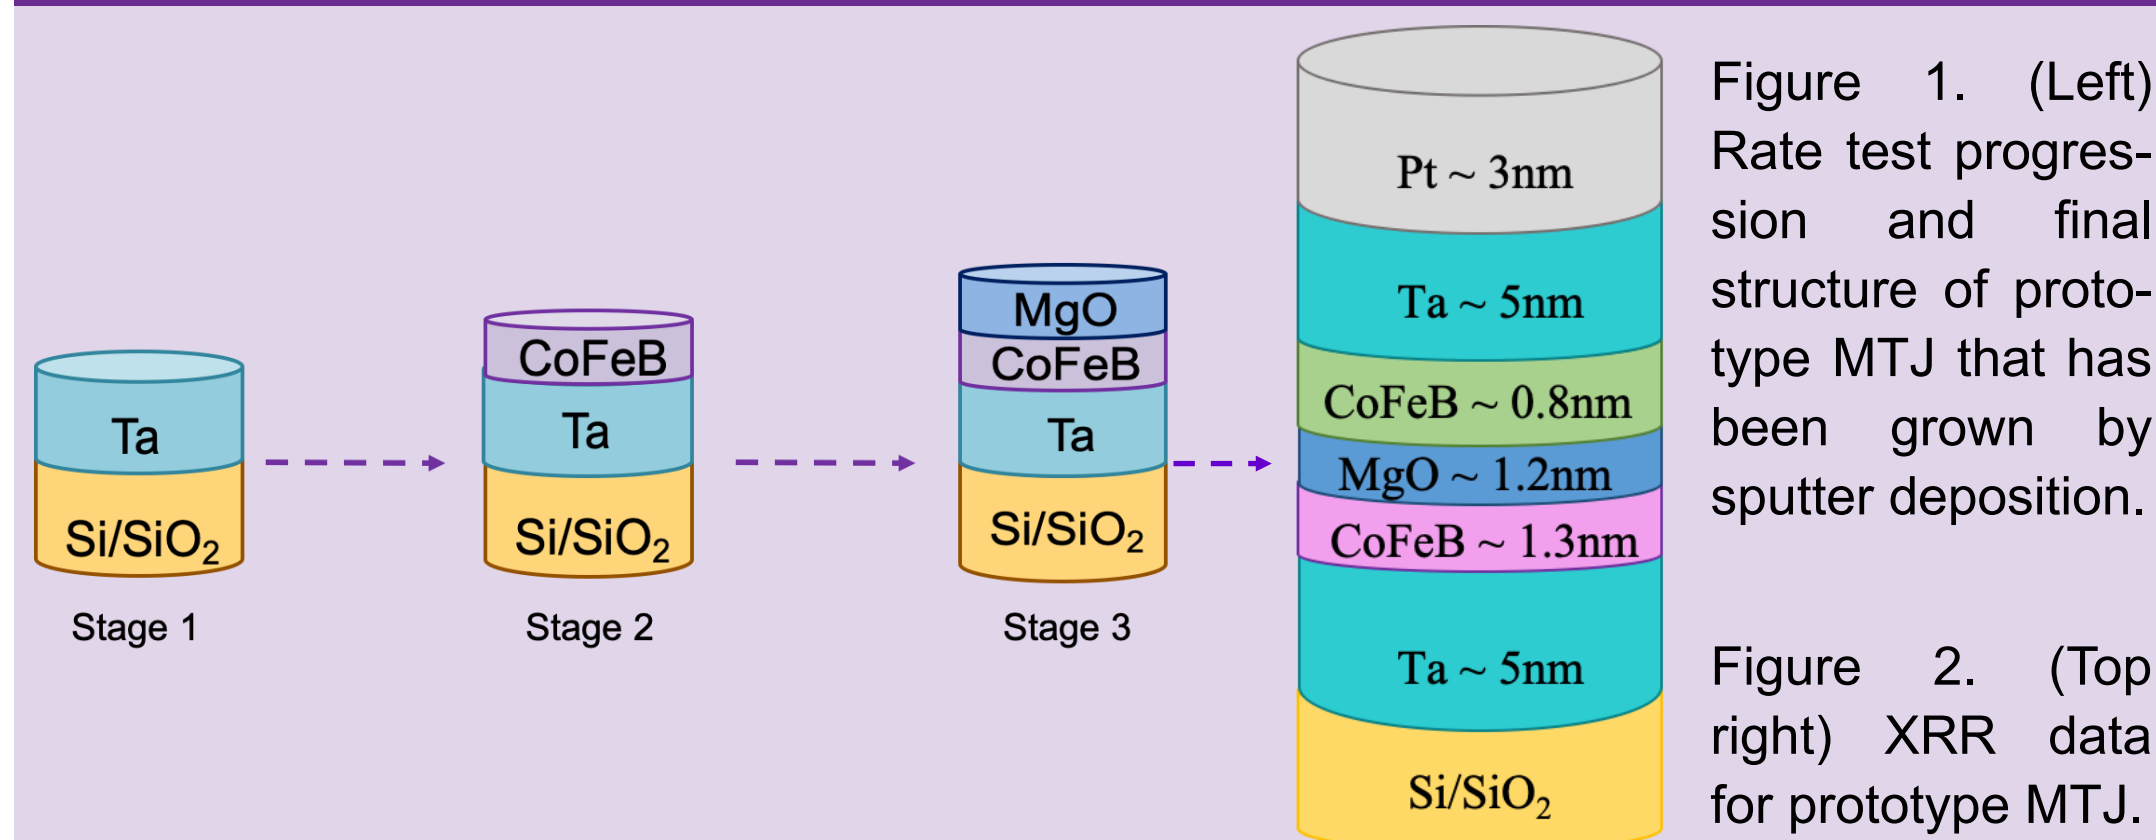 Ta
Si/SiO₂
Stage 1
CoFeB
Ta
Si/SiO₂
Stage 2
MgO
CoFeB
Ta
Si/SiO₂
Stage 3
Pt ~ 3nm
Ta ~ 5nm
CoFeB ~ 0.8nm
MgO ~ 1.2nm
CoFeB ~ 1.3nm
Ta ~ 5nm
Si/SiO₂
Figure 1. (Left)
Rate test progres-
sion and final
structure of proto-
type MTJ that has
been grown by
sputter deposition.
Figure 2. (Top
right) XRR data
for prototype MTJ.